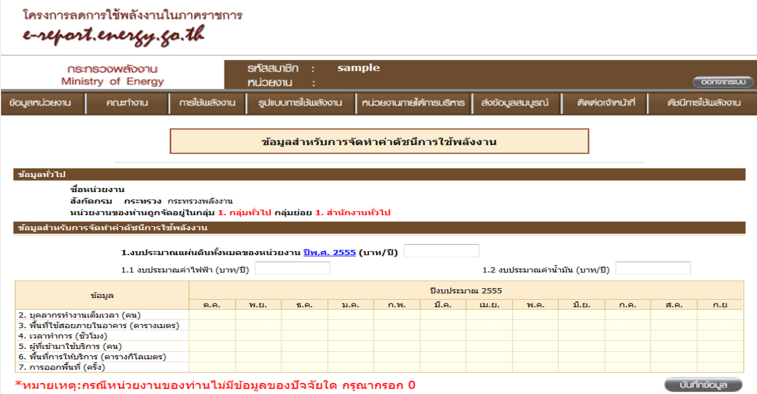 โครงการลดการใช้พลังงานในภาคราชการ
e-report.energy.go.th
กระทรวงพลังงาน
Ministry of Energy
รหัสสมาชิก : sample
หน่วยงาน :
ออกจากระบบ
ข้อมูลหน่วยงาน คณะทำงาน การใช้พลังงาน รูปแบบการใช้พลังงาน หน่วยงานภายใต้การบริหาร ส่งข้อมูลสมบูรณ์ ติดต่อเจ้าหน้าที่ ดัชนีการใช้พลังงาน
ข้อมูลสำหรับการจัดทำค่าดัชนีการใช้พลังงาน
ข้อมูลทั่วไป
ชื่อหน่วยงาน
สังกัดกรม กระทรวง กระทรวงพลังงาน
หน่วยงานของท่านถูกจัดอยู่ในกลุ่ม 1. กลุ่มทั่วไป กลุ่มย่อย 1. สำนักงานทั่วไป
ข้อมูลสำหรับการจัดทำค่าดัชนีการใช้พลังงาน
1.งบประมาณแผ่นดินทั้งหมดของหน่วยงาน ปีพ.ศ. 2555 (บาท/ปี)
1.1 งบประมาณค่าไฟฟ้า (บาท/ปี) 1.2 งบประมาณค่าน้ำมัน (บาท/ปี)
ข้อมูล ปีงบประมาณ 2555
ต.ค. พ.ย. ธ.ค. ม.ค. ก.พ. มี.ค. เม.ย. พ.ค. มิ.ย. ก.ค. ส.ค. ก.ย
2. บุคลากรทำงานเต็มเวลา (คน)
3. พื้นที่ใช้สอยภายในอาคาร (ตารางเมตร)
4. เวลาทำการ (ชั่วโมง)
5. ผู้ที่เข้ามาใช้บริการ (คน)
6. พื้นที่การให้บริการ (ตารางกิโลเมตร)
7. การออกพื้นที่ (ครั้ง)
*หมายเหตุ:กรณีหน่วยงานของท่านไม่มีข้อมูลของปัจจัยใด กรุณากรอก 0
บันทึกข้อมูล